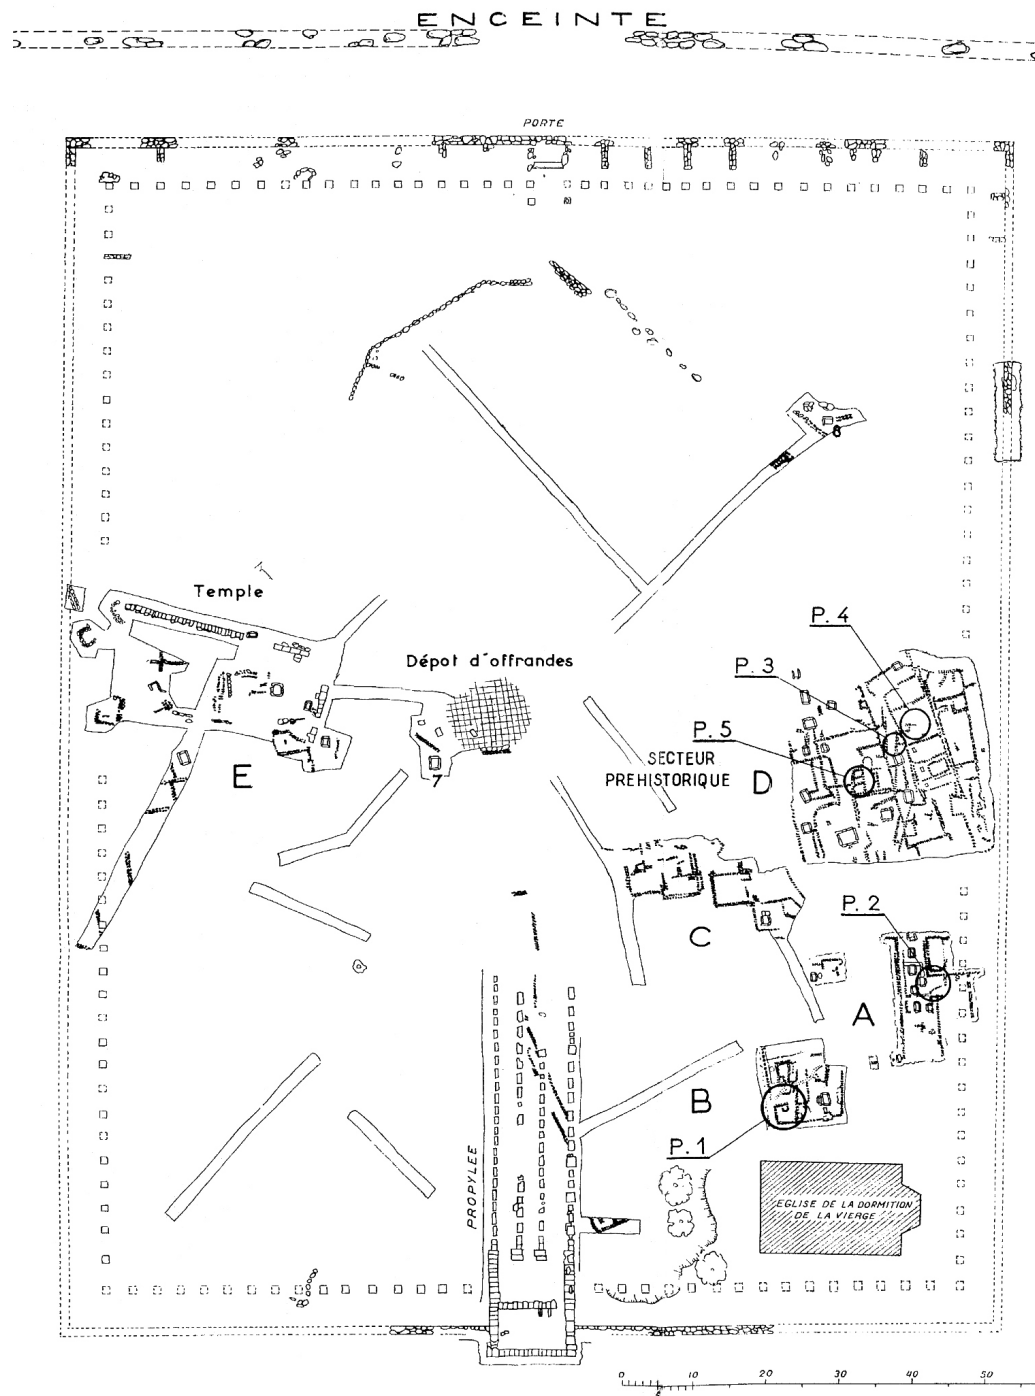 ENCEINTE
PORTE
8
Temple
Dépot d'offrandes
P. 4
P. 3
P. 5
SECTEUR
PREHISTORIQUE
D
E
7
P. 2
C
A
B
P. 1
PROPYLEE
EGLISE DE LA DORMITION
DE LA VIERGE
0 10 20 30 40 50